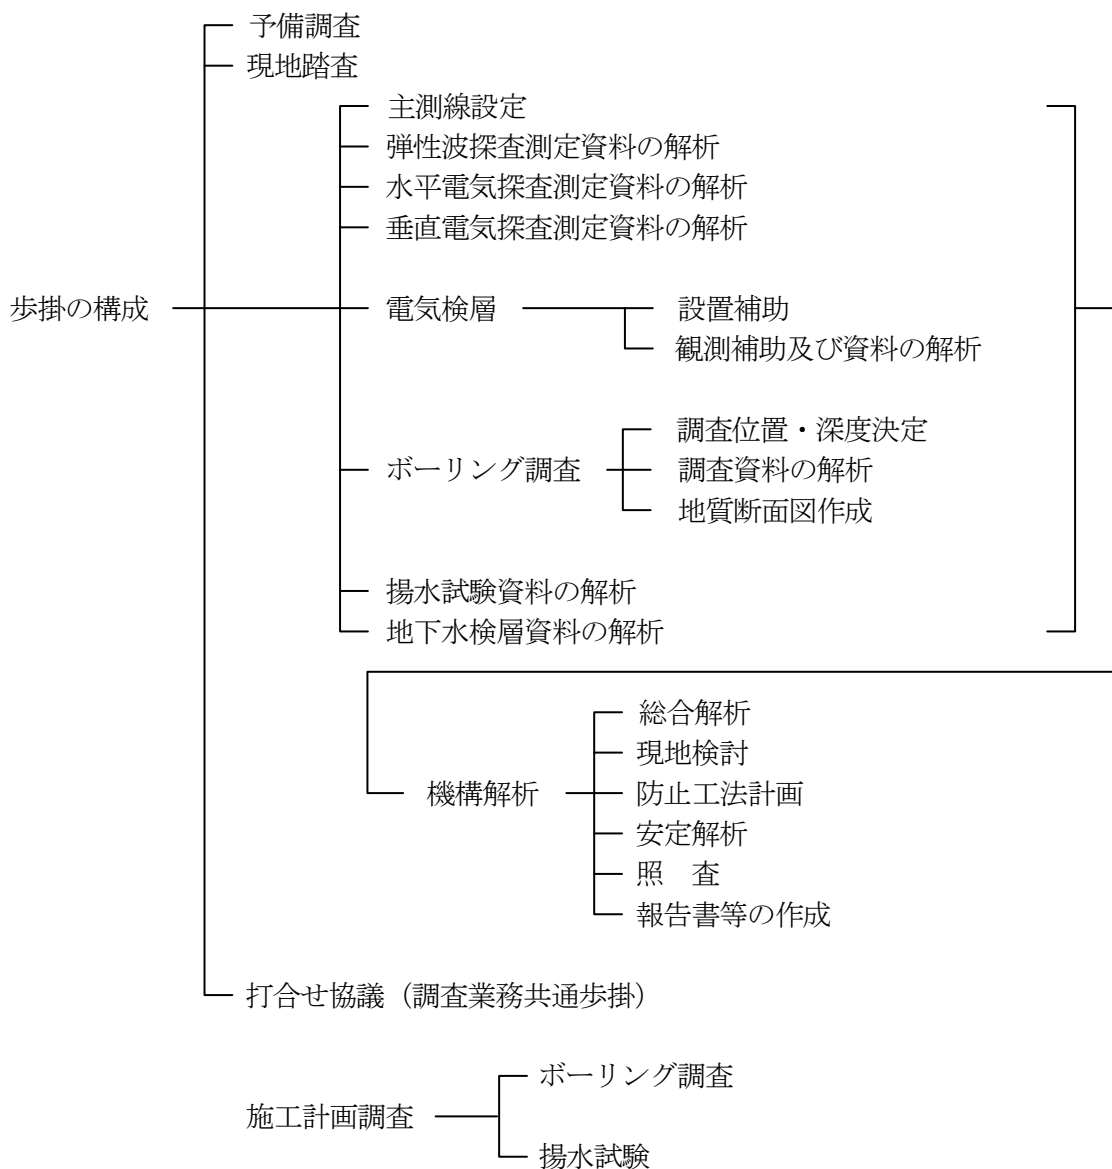 予備調査
現地踏査
主測線設定
弾性波探査測定資料の解析
水平電気探査測定資料の解析
垂直電気探査測定資料の解析
歩掛の構成
電気検層
設置補助
観測補助及び資料の解析
調査位置・深度決定
ボーリング調査
調査資料の解析
地質断面図作成
揚水試験資料の解析
地下水検層資料の解析
総合解析
現地検討
機構解析
防止工法計画
安定解析
照　査
報告書等の作成
打合せ協議（調査業務共通歩掛）
ボーリング調査
施工計画調査
揚水試験